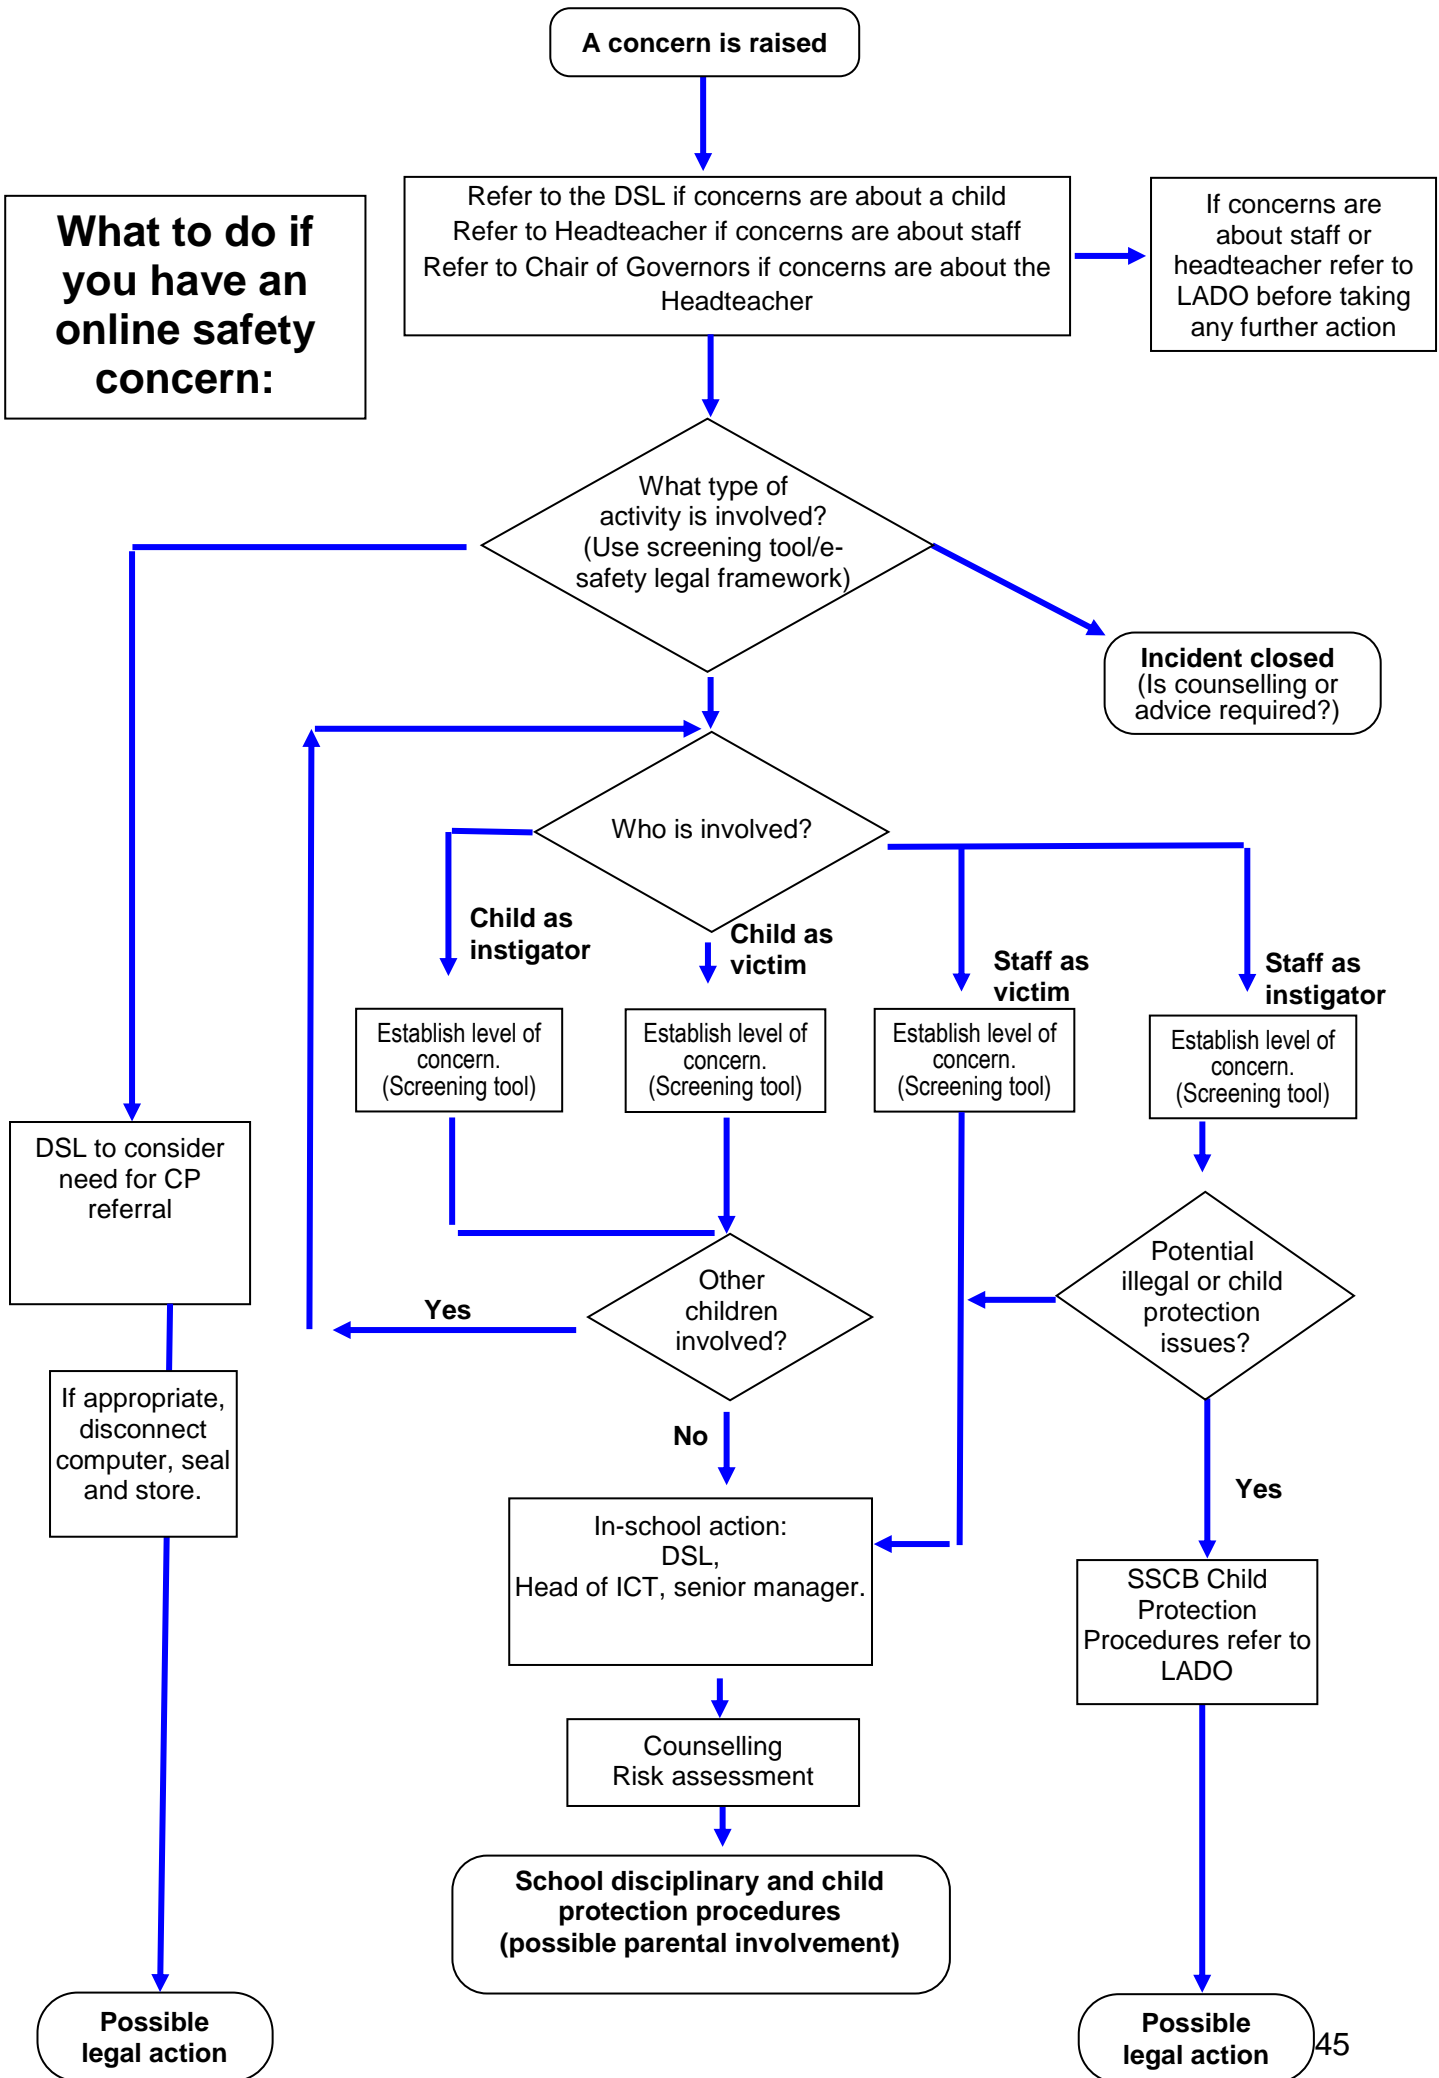 A concern is raised
What to do if
you have an
online safety
concern:
Refer to the DSL if concerns are about a child
Refer to Headteacher if concerns are about staff
Refer to Chair of Governors if concerns are about the
Headteacher
If concerns are
about staff or
headteacher refer to
LADO before taking
any further action
What type of
activity is involved?
(Use screening tool/e-
safety legal framework)
Incident closed
(Is counselling or
advice required?)
Who is involved?
Child as
instigator
Child as
victim
Staff as
victim
Staff as
instigator
Establish level of
concern.
(Screening tool)
Establish level of
concern.
(Screening tool)
Establish level of
concern.
(Screening tool)
Establish level of
concern.
(Screening tool)
DSL to consider
need for CP
referral
Other
children
involved?
Yes
Potential
illegal or child
protection
issues?
If appropriate,
disconnect
computer, seal
and store.
No
Yes
In-school action:
DSL,
Head of ICT, senior manager.
SSCB Child
Protection
Procedures refer to
LADO
Counselling
Risk assessment
School disciplinary and child
protection procedures
(possible parental involvement)
Possible
legal action
Possible
legal action
45